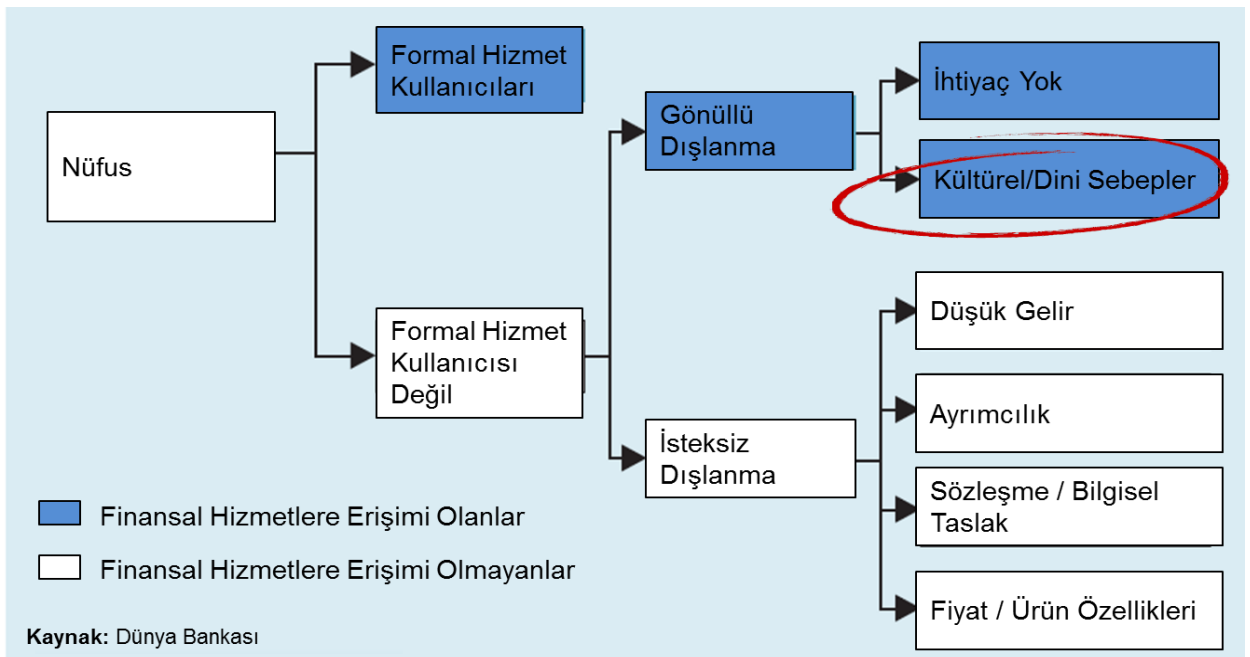 Nüfus
Formal Hizmet
Kullanıcıları
Formal Hizmet
Kullanıcısı
Değil
Gönüllü
Dışlanma
İsteksiz
Dışlanma
İhtiyaç Yok
Kültürel/Dini Sebepler
Düşük Gelir
Ayrımcılık
Sözleşme / Bilgisel
Taslak
Fiyat / Ürün Özellikleri
Finansal Hizmetlere Erişimi Olanlar
Finansal Hizmetlere Erişimi Olmayanlar
Kaynak: Dünya Bankası